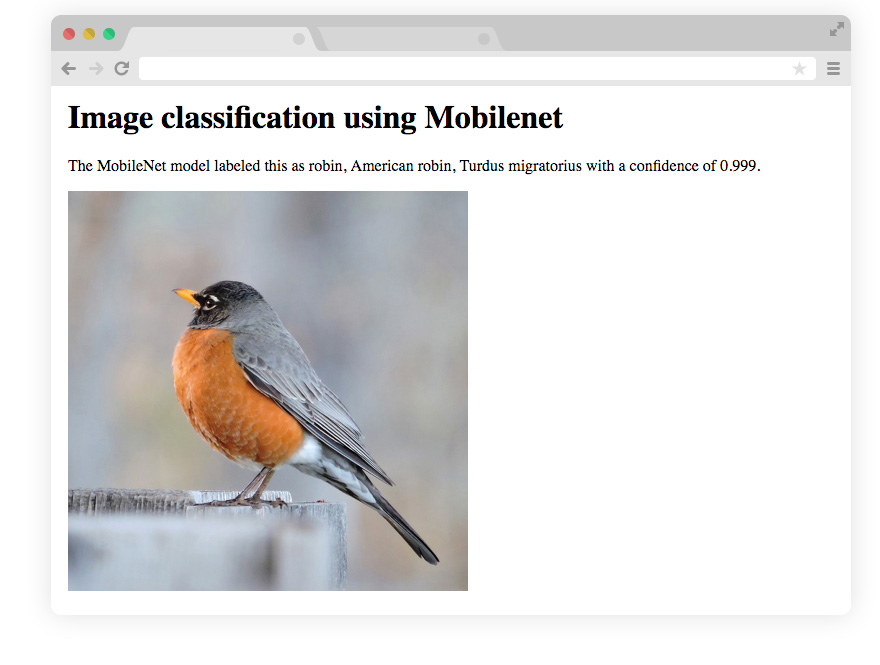 Image classification using Mobilenet
The MobileNet model labeled this as robin, American robin, Turdus migratorius with a confidence of 0.999.